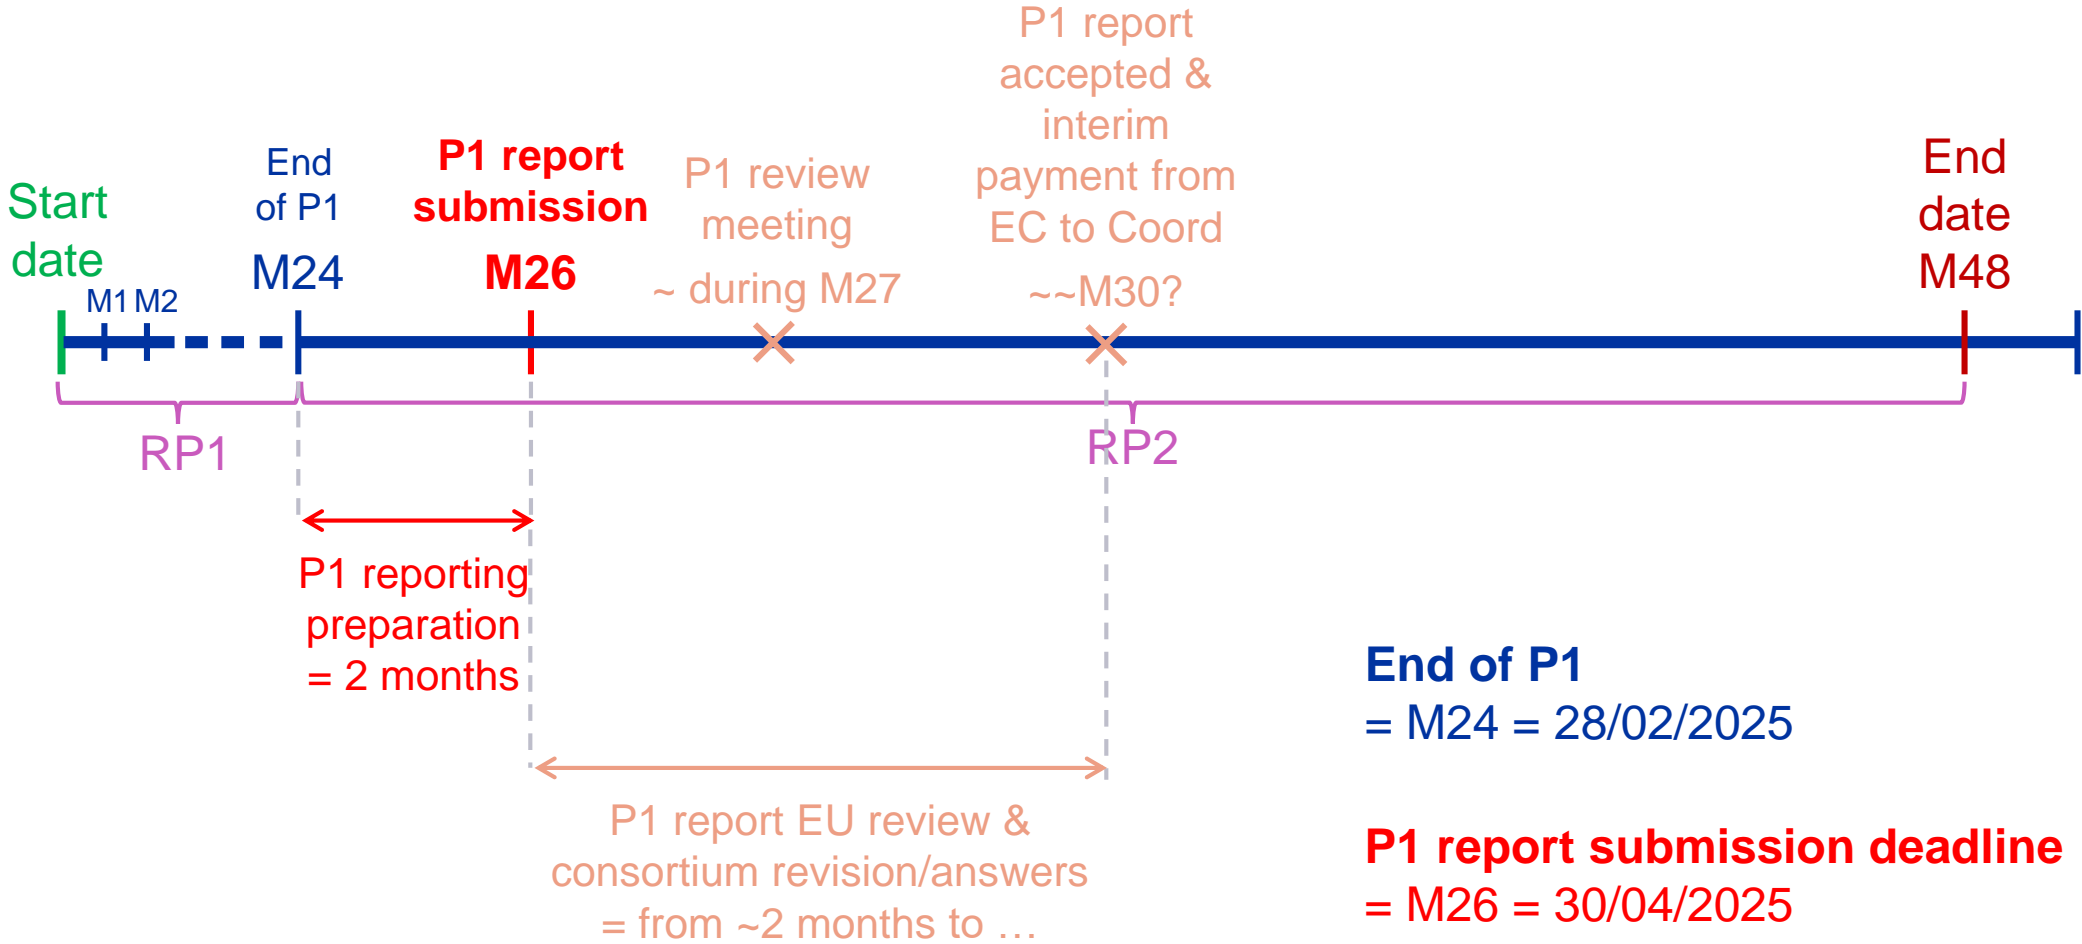 Start
date
M1
M2
End
of P1
M24
P1 report
submission
M26
P1 review
meeting
~ during M27
P1 report
accepted &
interim
payment from
EC to Coord
~~M30?
End
date
M48
RP1
RP2
P1 reporting
preparation
= 2 months
P1 report EU review &
consortium revision/answers
= from ~2 months to …
End of P1
= M24 = 28/02/2025
P1 report submission deadline
= M26 = 30/04/2025